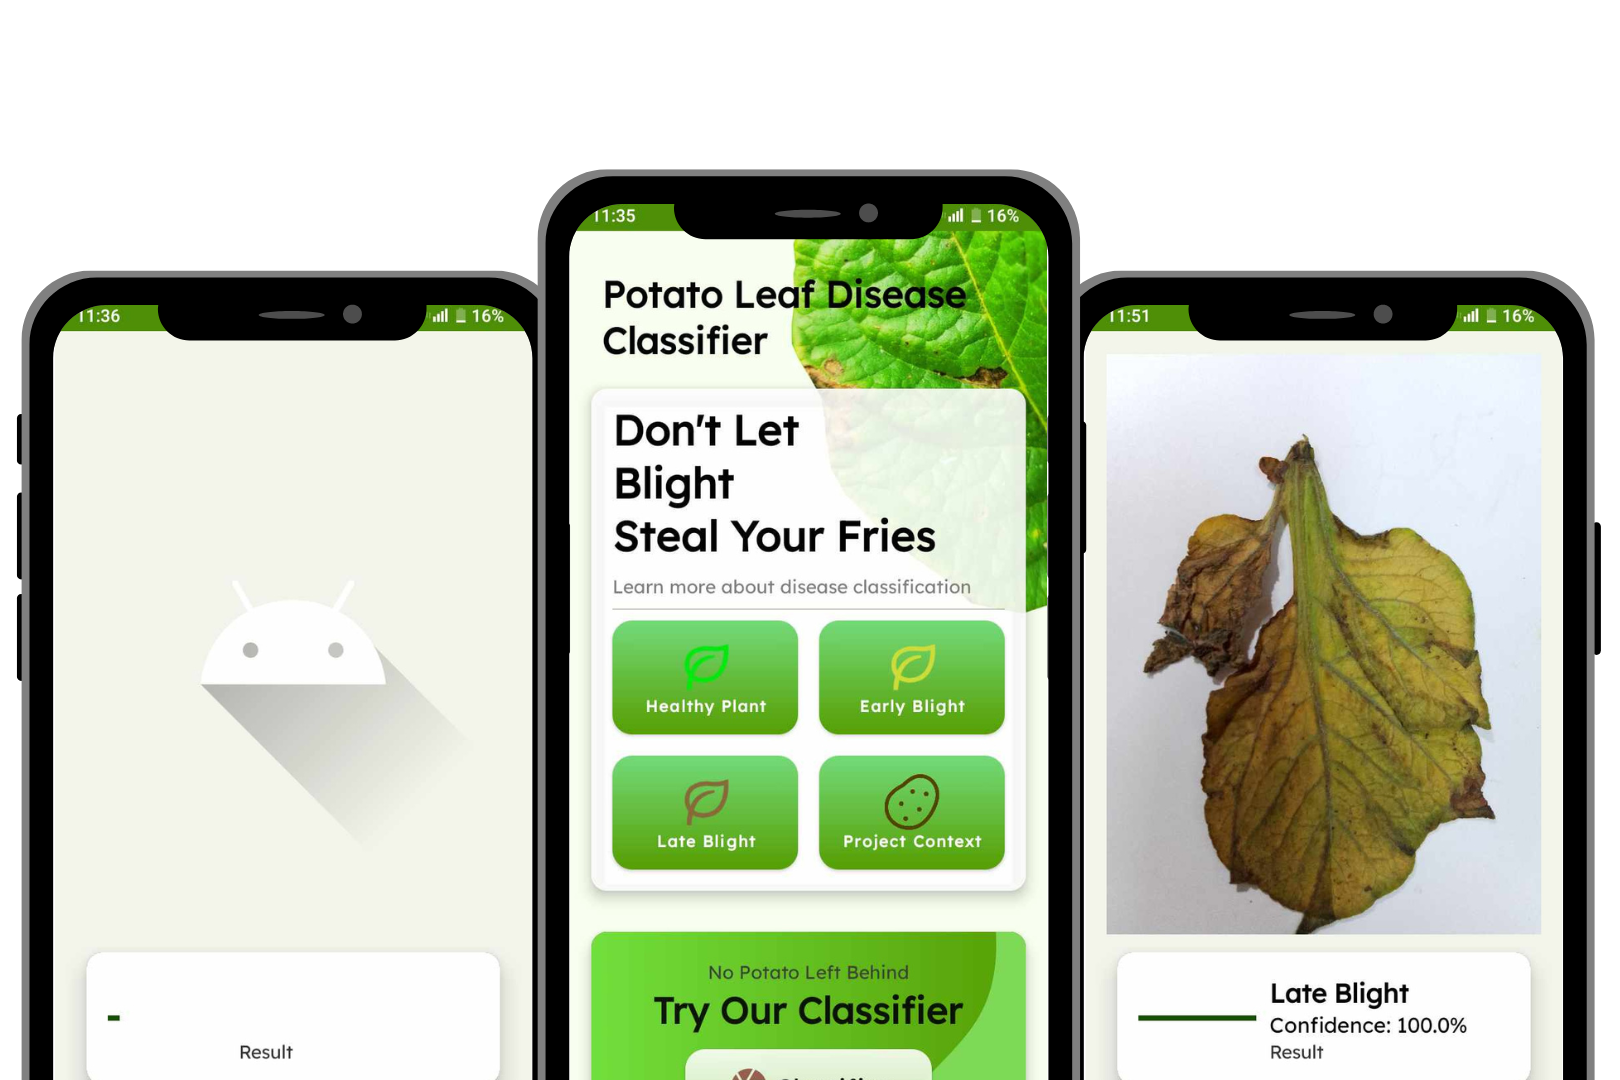 11:36
16%
-
Result
11:35
16%
Potato Leaf Disease
Classifier
Don't Let
Blight
Steal Your Fries
Learn more about disease classification
Healthy Plant
Early Blight
Late Blight
Project Context
No Potato Left Behind
Try Our Classifier
11:51
16%
Late Blight
Confidence: 100.0%
Result